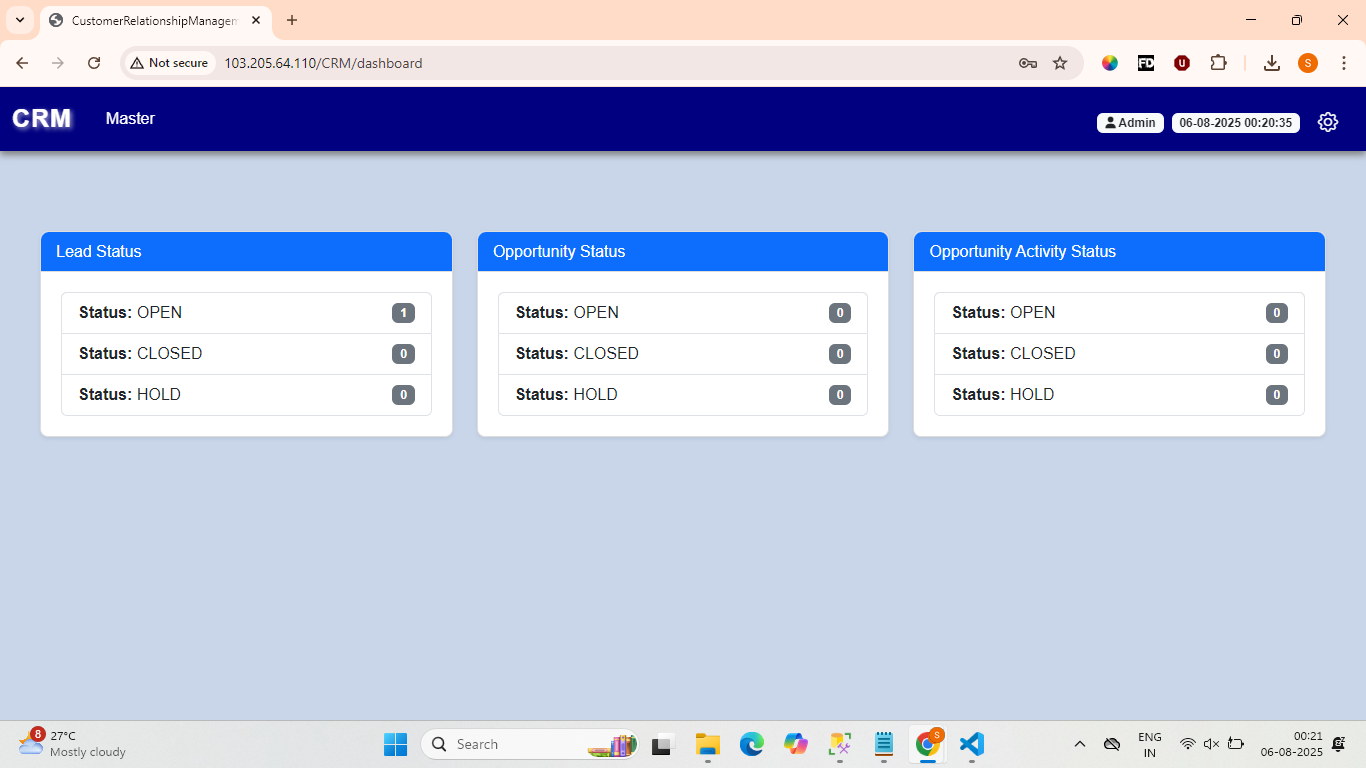 CustomerRelationshipManagem
Not secure
103.205.64.110/CRM/dashboard
FD
u
S
CRM
Master
Admin
06-08-2025 00:20:35
Lead Status
Status: OPEN 1
Status: CLOSED 0
Status: HOLD 0
Opportunity Status
Status: OPEN 0
Status: CLOSED 0
Status: HOLD 0
Opportunity Activity Status
Status: OPEN 0
Status: CLOSED 0
Status: HOLD 0
8
27°C
Mostly cloudy
Search
S
ENG
IN
00:21
06-08-2025